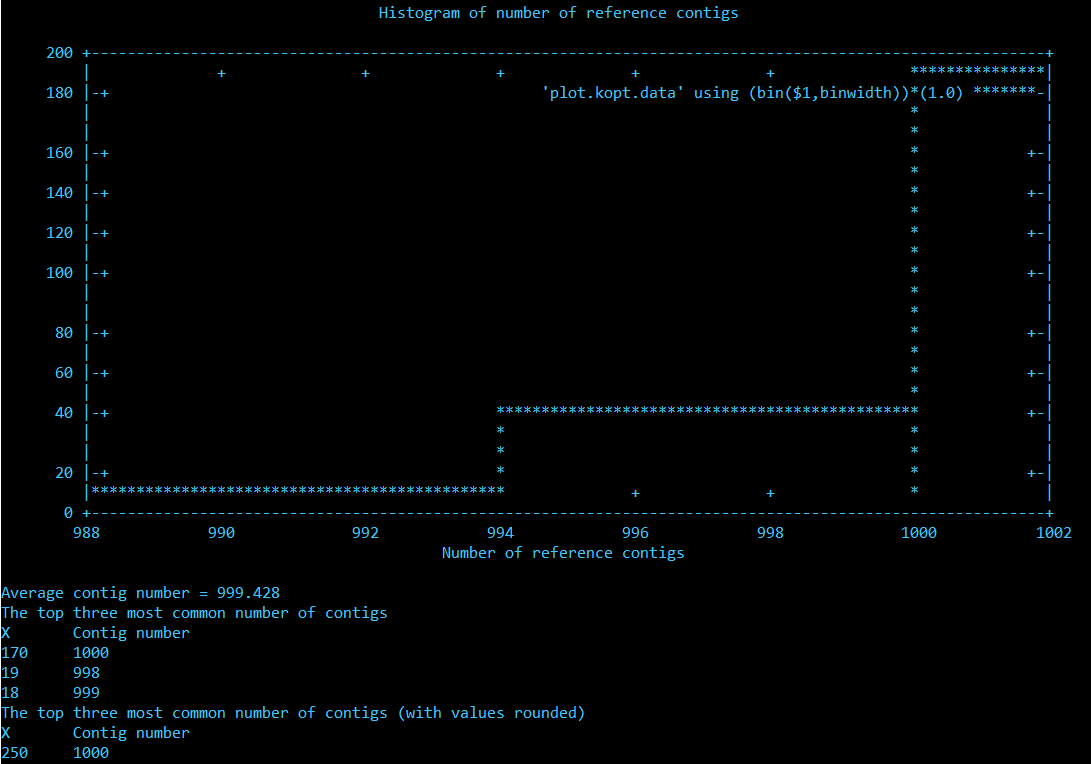 Histogram of number of reference contigs
200 +----------------------------------------------------------------------------------------------------------+
| + + + + + ***************|
180 |-+ 'plot.kopt.data' using (bin($1,binwidth))*(1.0) *******-|
| * |
| * |
160 |-+ * +-|
| * |
140 |-+ * +-|
| * |
120 |-+ * +-|
| * |
100 |-+ * +-|
| * |
| * |
80 |-+ * +-|
| * |
60 |-+ * +-|
| * |
40 |-+ *********************************************** +-|
| * * |
| * * |
20 |-+ * * +-|
|********************************************** + + * |
0 +----------------------------------------------------------------------------------------------------------+
988 990 992 994 996 998 1000 1002
Number of reference contigs
Average contig number = 999.428
The top three most common number of contigs
X Contig number
170 1000
19 998
18 999
The top three most common number of contigs (with values rounded)
X Contig number
250 1000